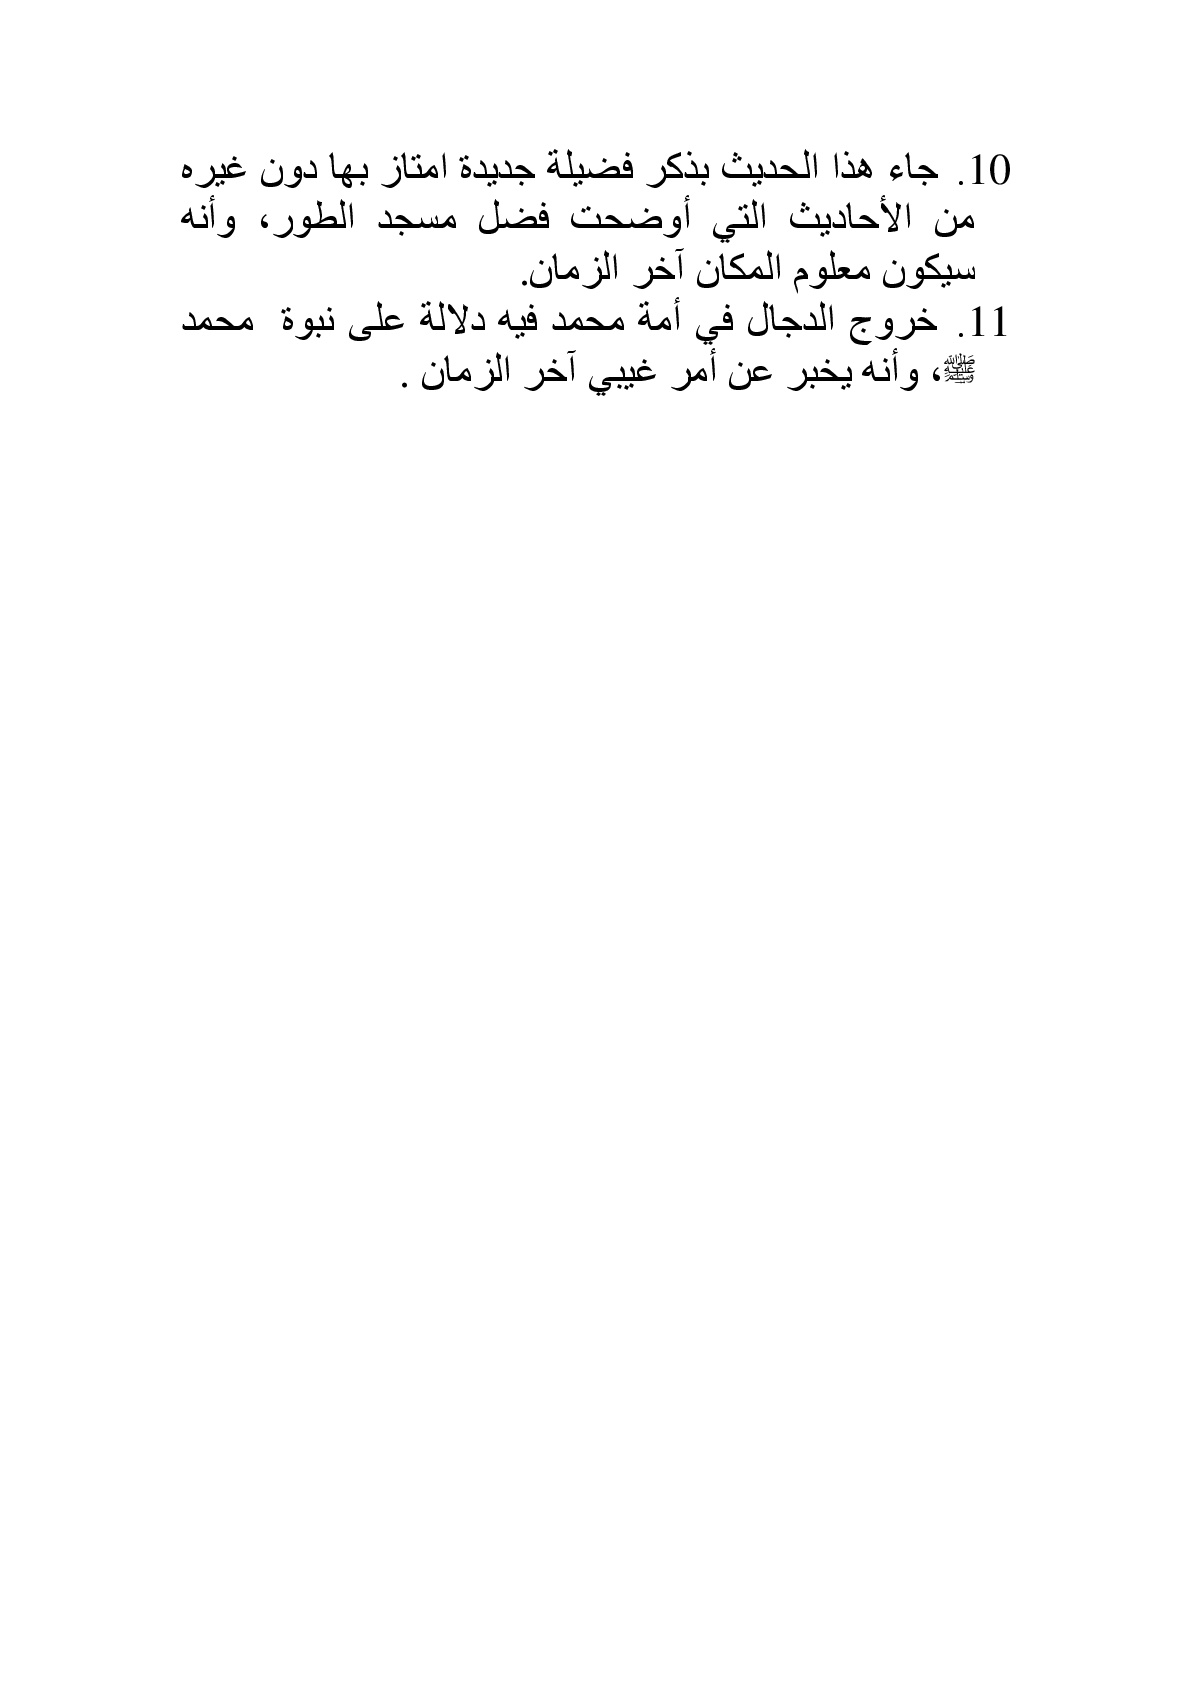 10. جاء هذا الحديث بذكر فضيلة جديدة امتاز بها دون غيره
من الأحاديث التي أوضحت فضل مسجد الطور، وأنه
سيكون معلوم المكان آخر الزمان.
11. خروج الدجال في أمة محمد فيه دلالة على نبوة  محمد
ﷺ، وأنه يخبر عن أمر غيبي آخر الزمان .